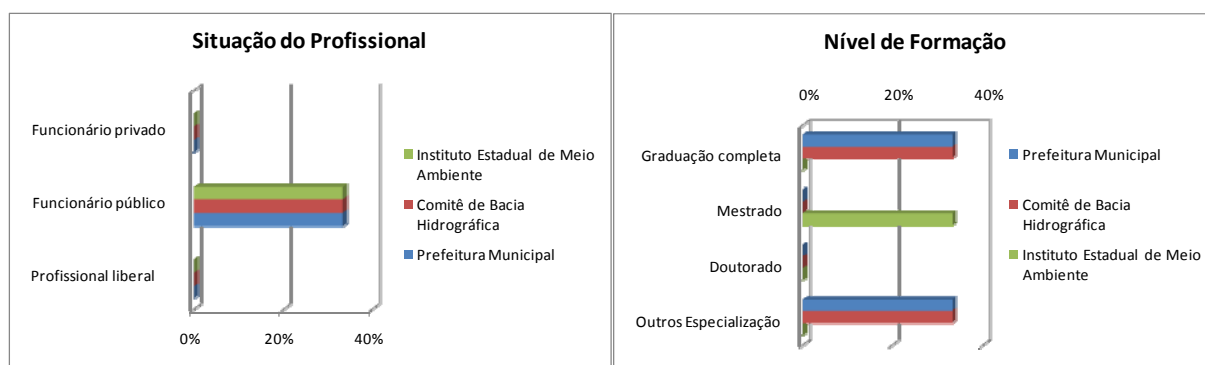 Situação do Profissional
Funcionário privado
Funcionário público
Profissional liberal
0%
20%
40%
Instituto Estadual de Meio
Ambiente
Comitê de Bacia
Hidrográfica
Prefeitura Municipal
Nível de Formação
0%
20%
40%
Graduação completa
Mestrado
Doutorado
Outros Especialização
Prefeitura Municipal
Comitê de Bacia
Hidrográfica
Instituto Estadual de Meio
Ambiente